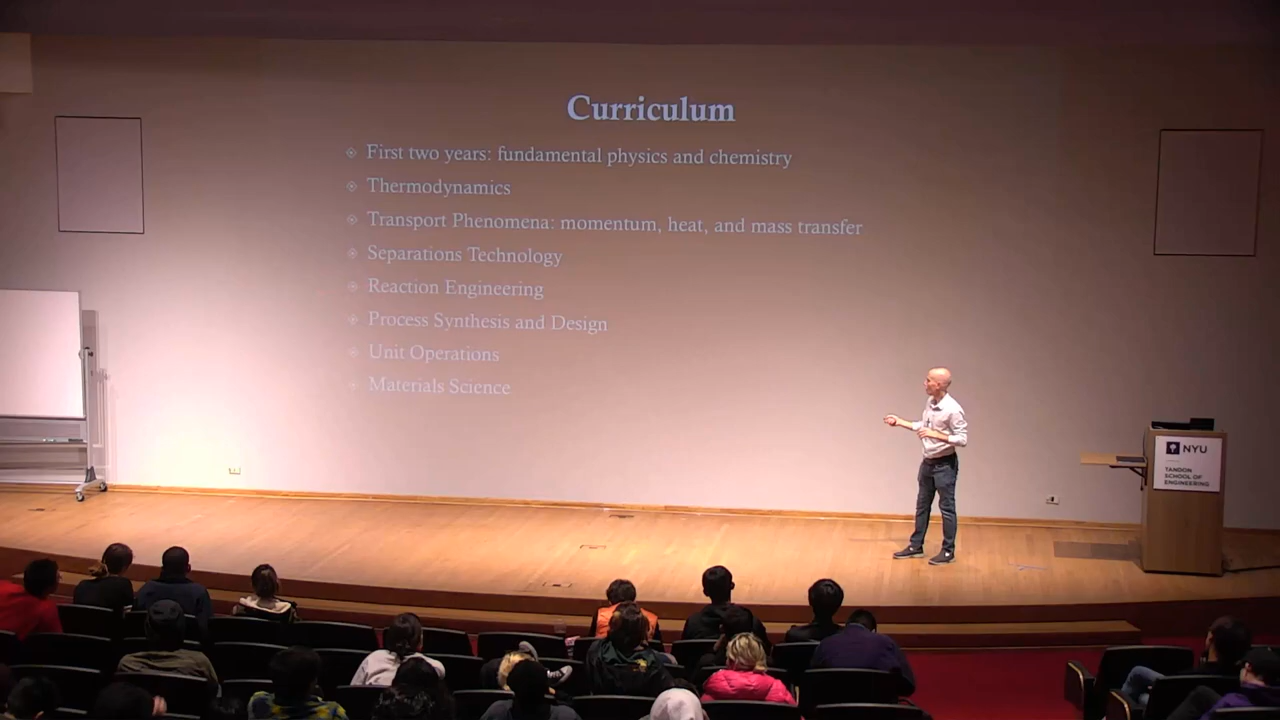 Curriculum
First two years: fundamental physics and chemistry
Thermodynamics
Transport Phenomena: momentum, heat, and mass transfer
Separations Technology
Reaction Engineering
Process Synthesis and Design
Unit Operations
Materials Science
NYU
TANDON
SCHOOL OF
ENGINEERING